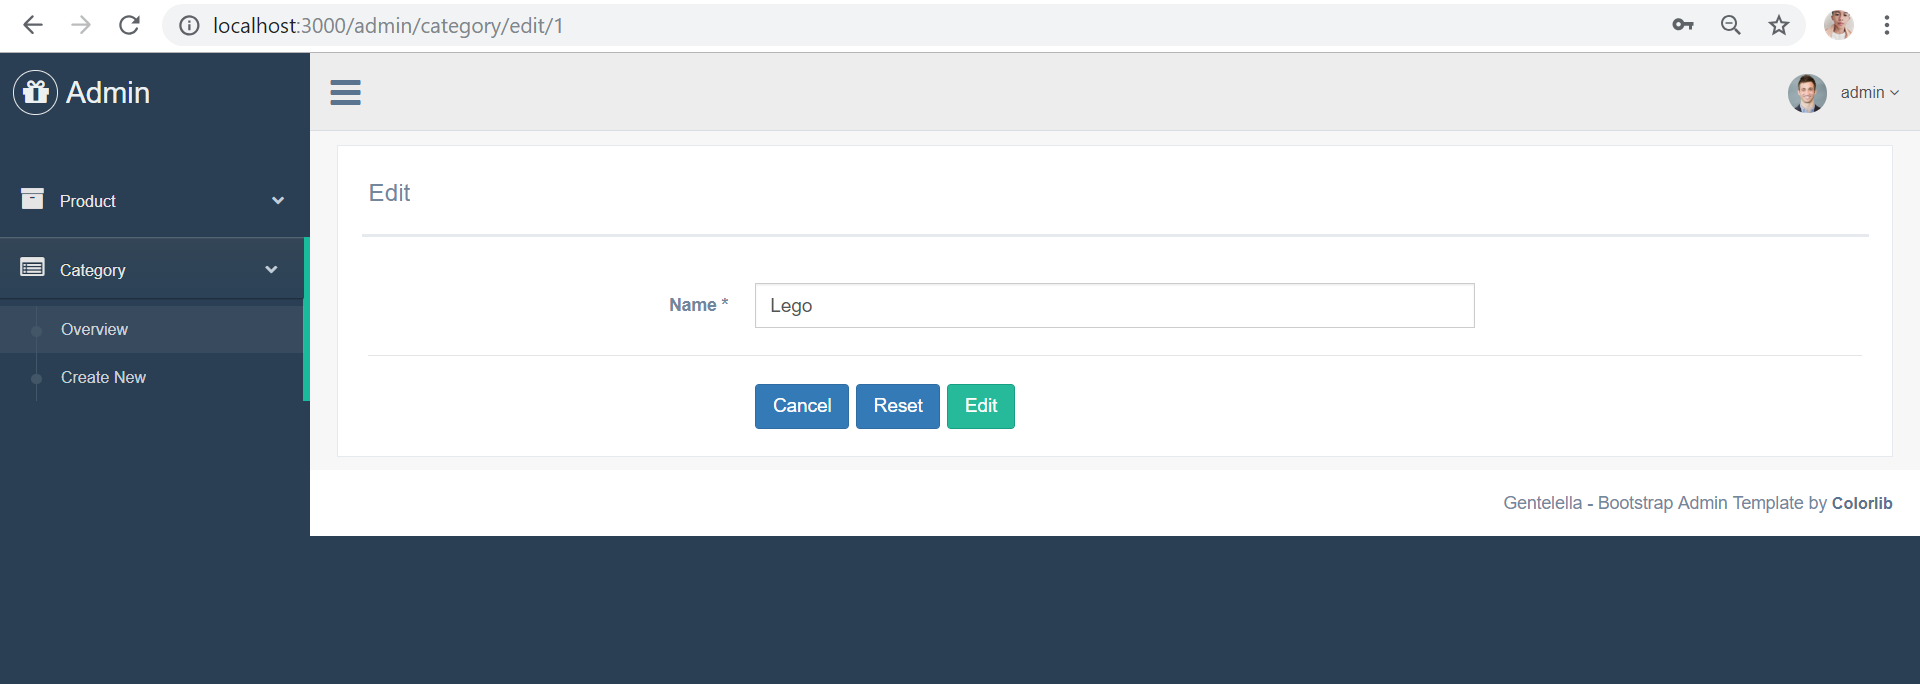 localhost:3000/admin/category/edit/1
Admin
admin
Product
Category
Overview
Create New
Edit
Name *
Lego
Cancel Reset Edit
Gentelella - Bootstrap Admin Template by Colorlib